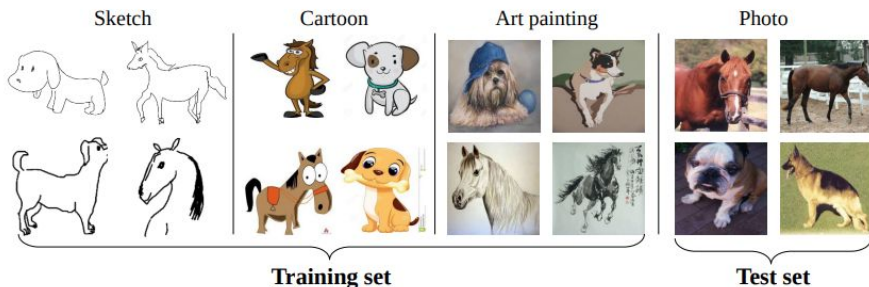 Sketch
Cartoon
Art painting
Photo
Training set
Test set